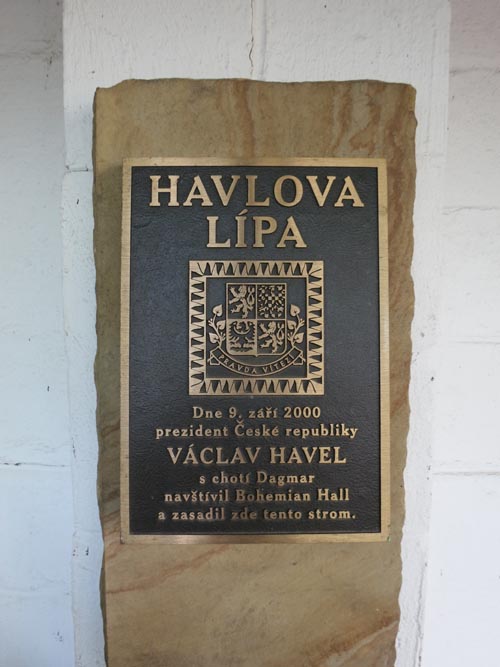 HAVLOVA
LÍPA
PRAVDA VÍTĚZÍ
Dne 9. září 2000
prezident České republiky
VÁCLAV HAVEL
s chotí Dagmar
navštívil Bohemian Hall
a zasadil zde tento strom.